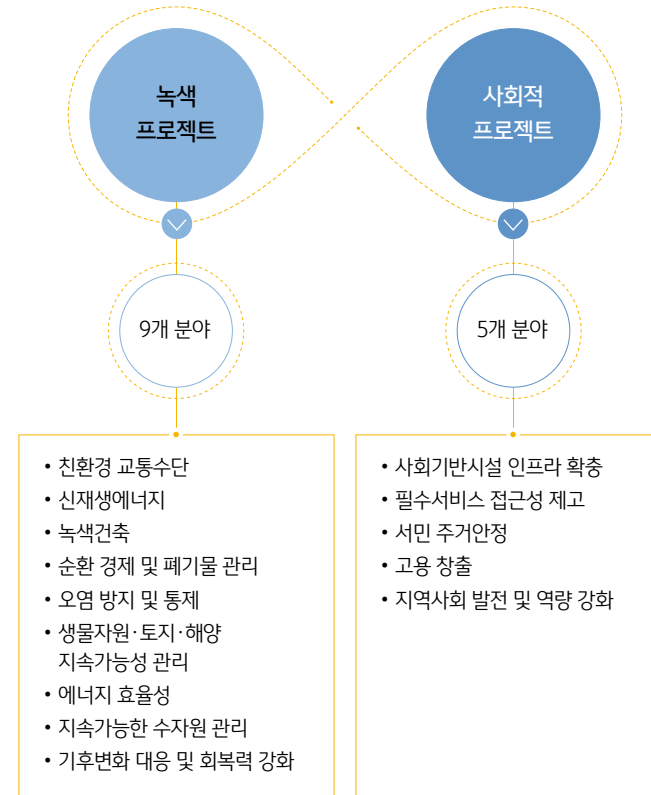 녹색
프로젝트
사회적
프로젝트
9개 분야
5개 분야
• 친환경 교통수단
• 신재생에너지
• 녹색건축
• 순환 경제 및 폐기물 관리
• 오염 방지 및 통제
• 생물자원·토지·해양
지속가능성 관리
• 에너지 효율성
• 지속가능한 수자원 관리
• 기후변화 대응 및 회복력 강화
• 사회기반시설 인프라 확충
• 필수서비스 접근성 제고
• 서민 주거안정
• 고용 창출
• 지역사회 발전 및 역량 강화